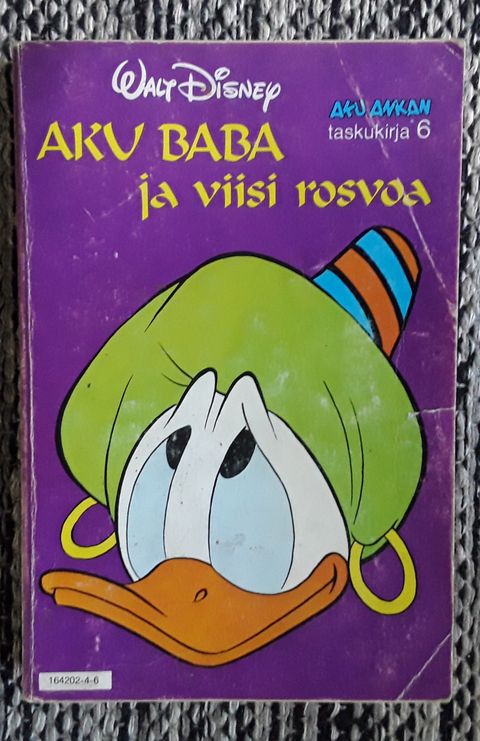 WALT DISNEY
AKU ANKAN
taskukirja 6
AKU BABA
ja viisi rosvoa
164202-4-6